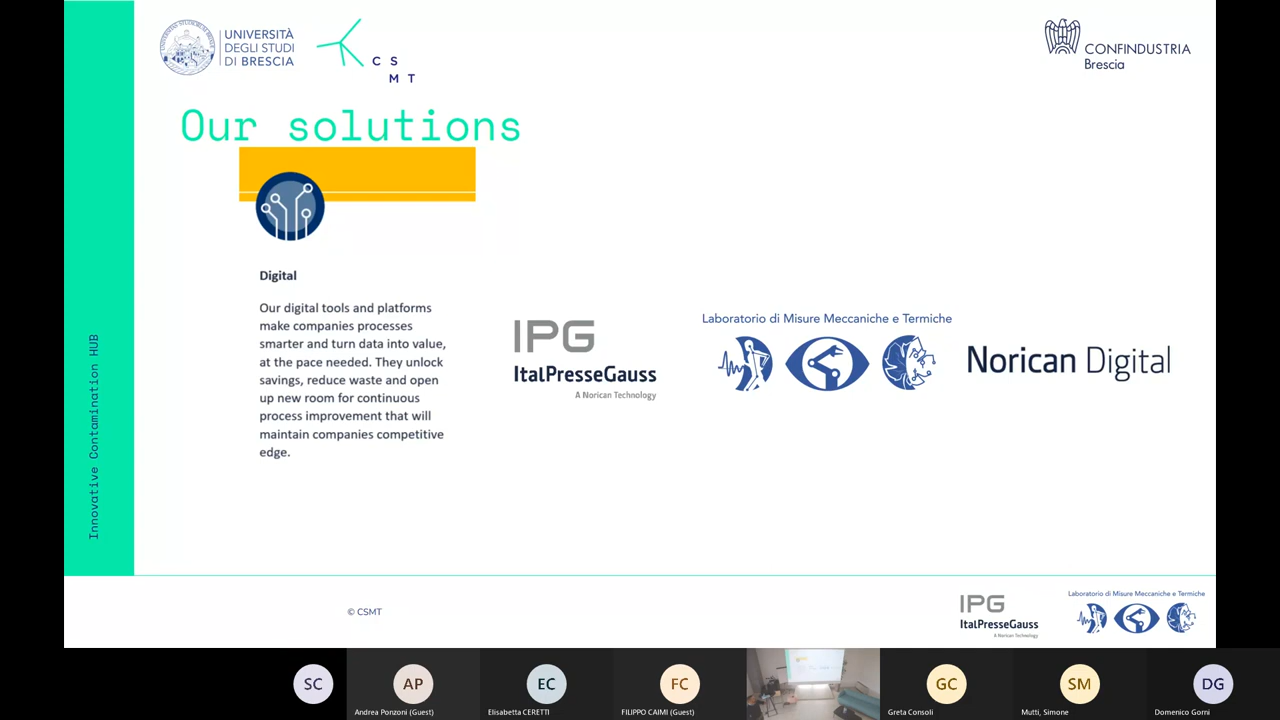 UNIVERSITÀ
DEGLI STUDI
DI BRESCIA
C S
M T
CONFINDUSTRIA
Brescia
Our solutions
Digital
Our digital tools and platforms
make companies processes
smarter and turn data into value,
at the pace needed. They unlock
savings, reduce waste and open
up new room for continuous
process improvement that will
maintain companies competitive
edge.
IPG
ItalPresseGauss
A Norican Technology
Laboratorio di Misure Meccaniche e Termiche
Norican Digital
Innovative Contamination HUB
© CSMT
IPG
ItalPresseGauss
A Norican Technology
Laboratorio di Misure Meccaniche e Termiche
SC
AP
Andrea Ponzoni (Guest)
EC
Elisabetta CERETTI
FC
FILIPPO CAIMI (Guest)
GC
Greta Consoli
SM
Mutti, Simone
DG
Domenico Gorni